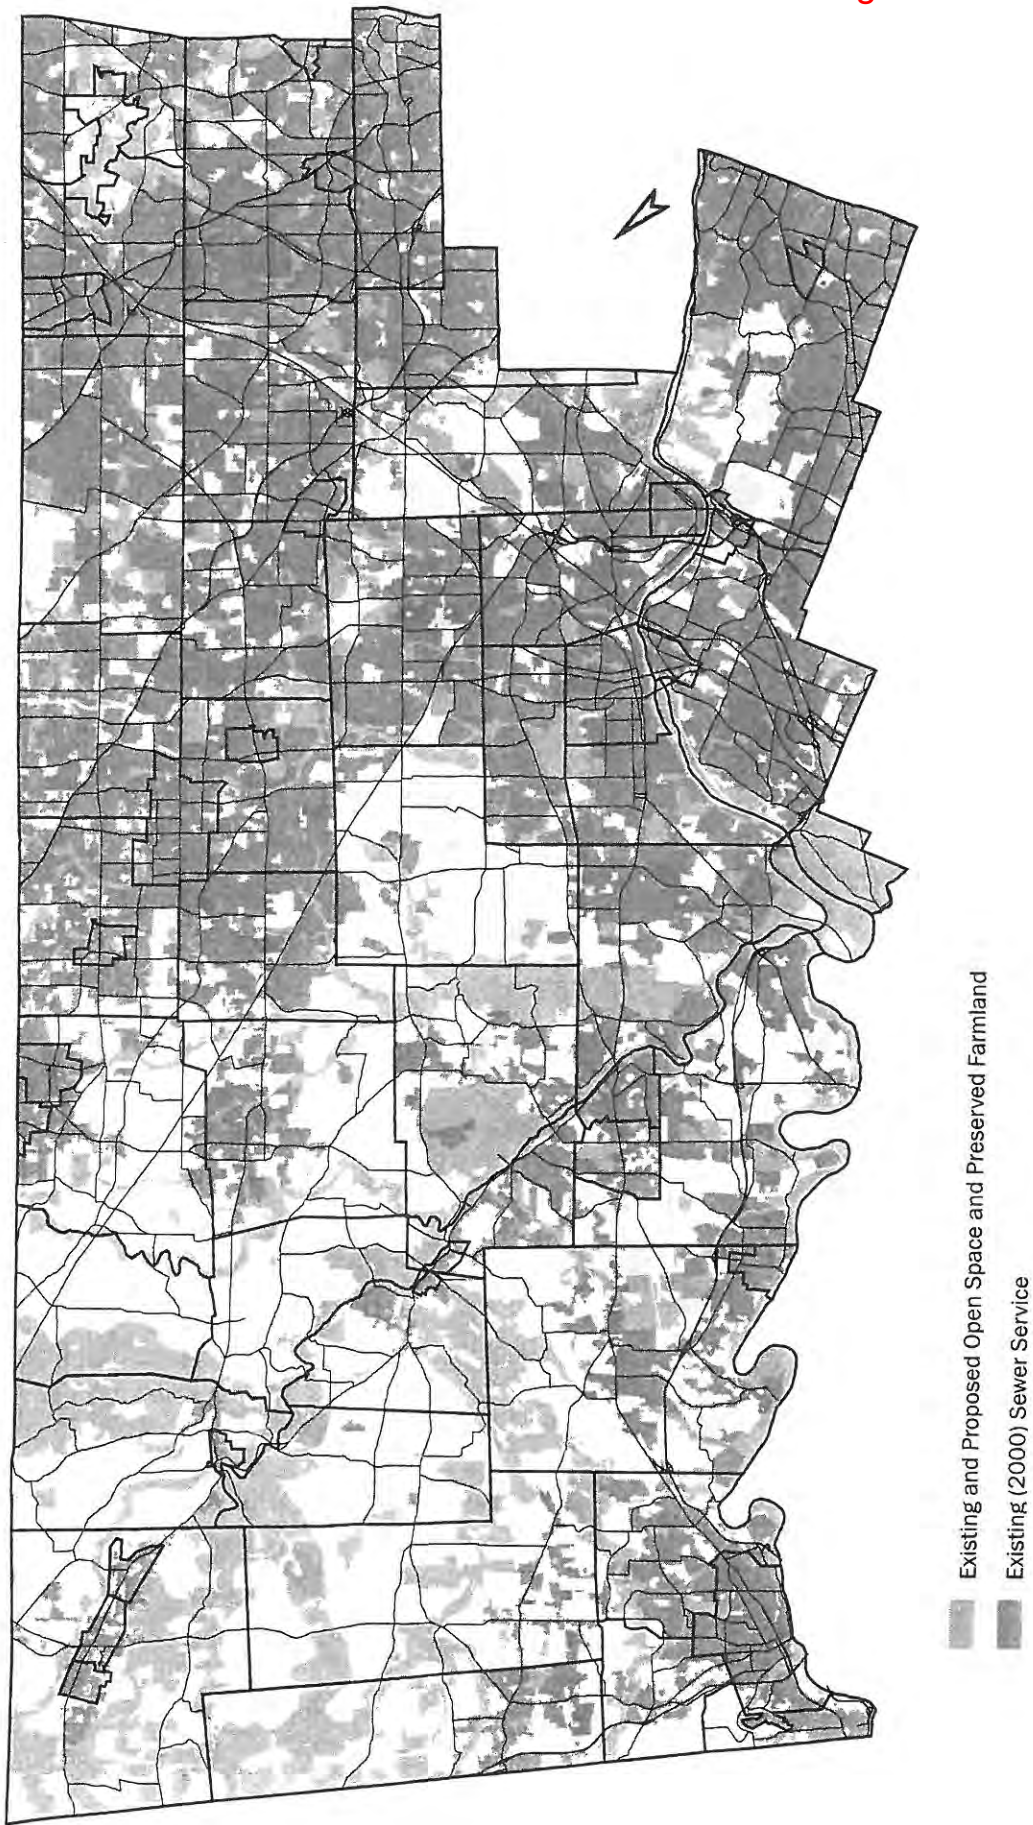 Existing and Proposed Open Space and Preserved Farmland
Existing (2000) Sewer Service